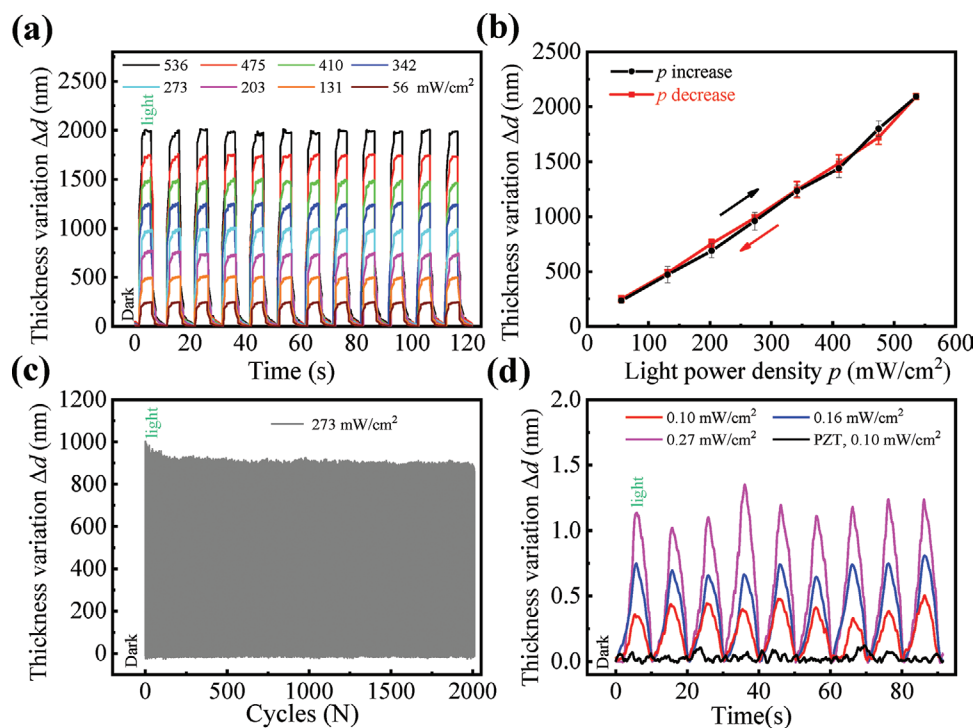 (a)
536 475 410 342
273 203 131 56 mW/cm²
light
Dark
Thickness variation Δd (nm)
2500
2000
1500
1000
500
0
0 20 40 60 80 100 120
Time (s)
(b)
p increase
p decrease
Thickness variation Δd (nm)
2500
2000
1500
1000
500
0
0 100 200 300 400 500 600
Light power density p (mW/cm²)
(c)
273 mW/cm²
light
Dark
Thickness variation Δd (nm)
1200
1000
800
600
400
200
0
0 500 1000 1500 2000
Cycles (N)
(d)
0.10 mW/cm² 0.16 mW/cm²
0.27 mW/cm² PZT, 0.10 mW/cm²
light
Dark
Thickness variation Δd (nm)
2.0
1.5
1.0
0.5
0.0
0 20 40 60 80
Time(s)